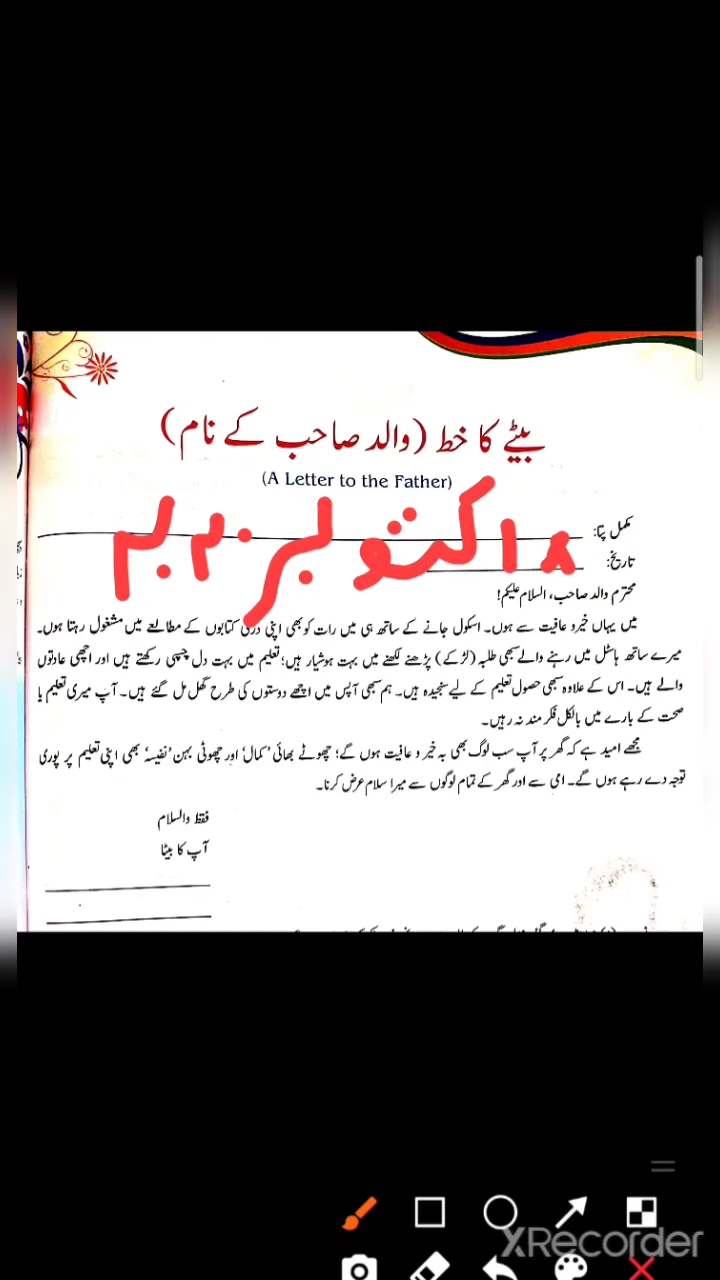 بیٹے کا خط (والد صاحب کے نام)
(A Letter to the Father)
مکمل پتا:
۱۸ اکتوبر ۲۰۲
تاریخ:
محترم والد صاحب، السلام علیکم!
میں یہاں خیر و عافیت سے ہوں۔ اسکول جانے کے ساتھ ہی میں رات کو بھی اپنی درسی کتابوں کے مطالعے میں مشغول رہتا ہوں۔
میرے ساتھ ہاسٹل میں رہنے والے سبھی طلبہ (لڑکے) پڑھنے لکھنے میں بہت ہوشیار ہیں؛ تعلیم میں بہت دل چسپی رکھتے ہیں اور اچھی عادتوں
والے ہیں۔ اس کے علاوہ سبھی حصول تعلیم کے لیے سنجیدہ ہیں۔ ہم سبھی آپس میں اچھے دوستوں کی طرح گھل مل گئے ہیں۔ آپ میری تعلیم یا
صحت کے بارے میں بالکل فکر مند نہ رہیں۔
مجھے امید ہے کہ گھر پر آپ سب لوگ بھی بہ خیر و عافیت ہوں گے؛ چھوٹے بھائی ’کمال‘ اور چھوٹی بہن ’نفیسہ‘ بھی اپنی تعلیم پر پوری
توجہ دے رہے ہوں گے۔ امی سے اور گھر کے تمام لوگوں سے میرا سلام عرض کرنا۔
فقط والسلام
آپ کا بیٹا
XRecorder